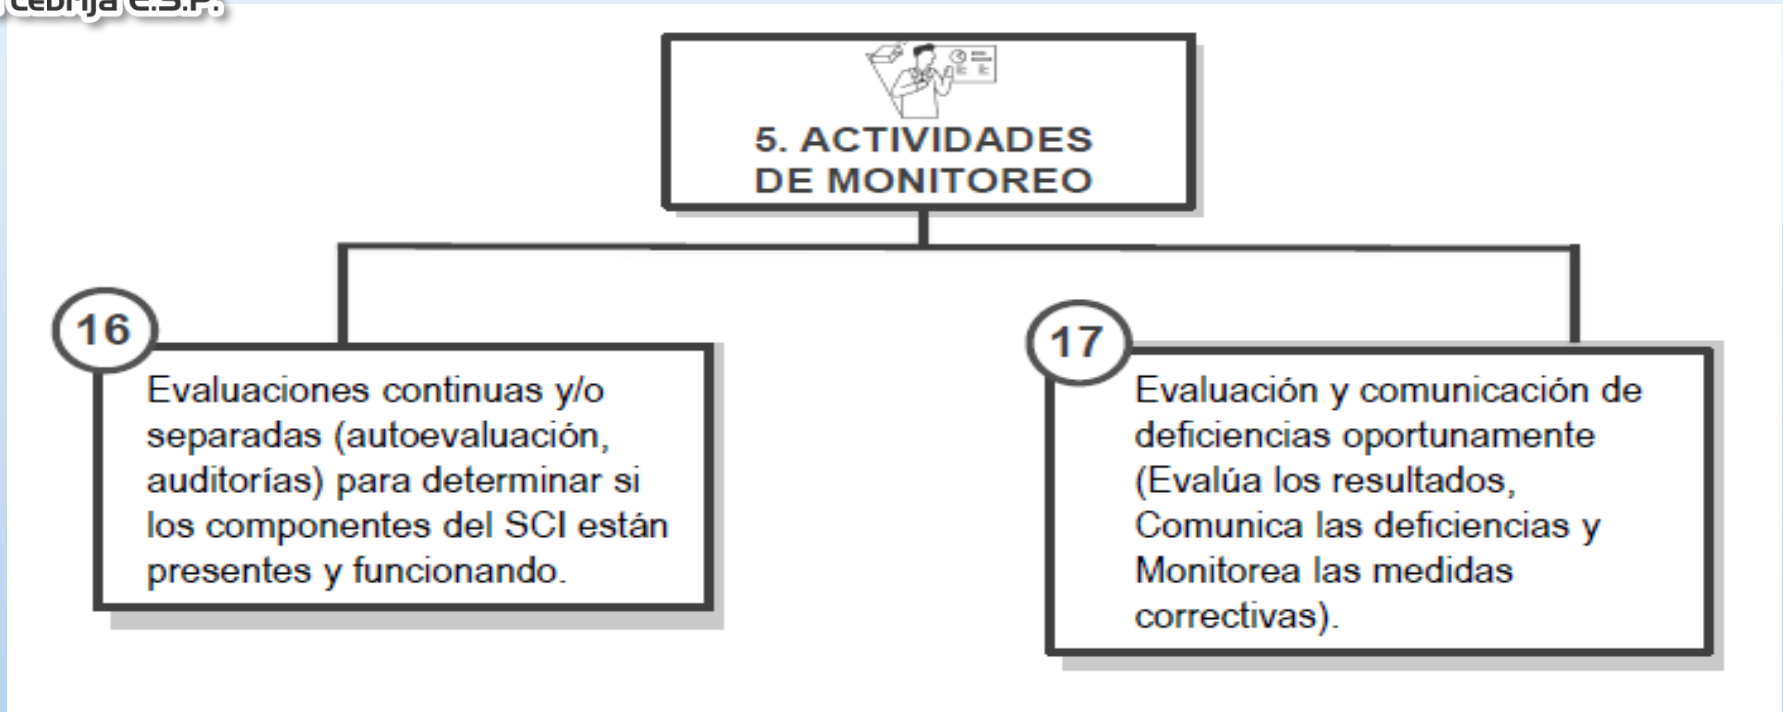 E.S.P.
5. ACTIVIDADES
DE MONITOREO
16
Evaluaciones continuas y/o
separadas (autoevaluación,
auditorías) para determinar si
los componentes del SCI están
presentes y funcionando.
17
Evaluación y comunicación de
deficiencias oportunamente
(Evalúa los resultados,
Comunica las deficiencias y
Monitorea las medidas
correctivas).